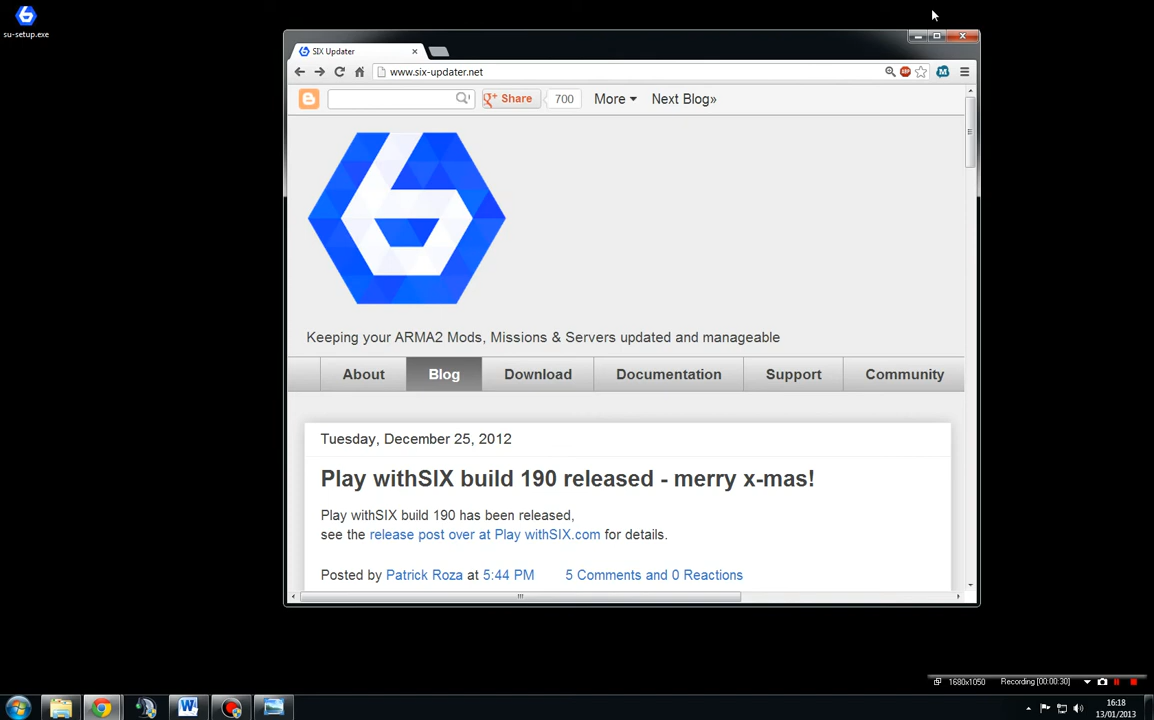 su-setup.exe
SIX Updater
www.six-updater.net
Share 700 More Next Blog»
Keeping your ARMA2 Mods, Missions & Servers updated and manageable
About Blog Download Documentation Support Community
Tuesday, December 25, 2012
Play withSIX build 190 released - merry x-mas!
Play withSIX build 190 has been released,
see the release post over at Play withSIX.com for details.
Posted by Patrick Roza at 5:44 PM 5 Comments and 0 Reactions
1680x1050 Recording [00:00:30]
16:18
13/01/2013